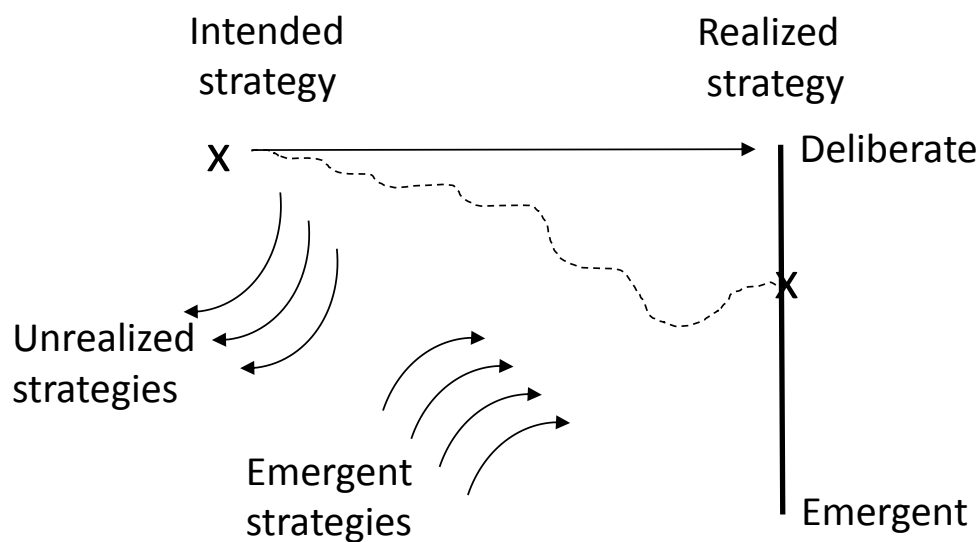 Intended
strategy
Realized
strategy
X
Deliberate
X
Unrealized
strategies
Emergent
strategies
Emergent